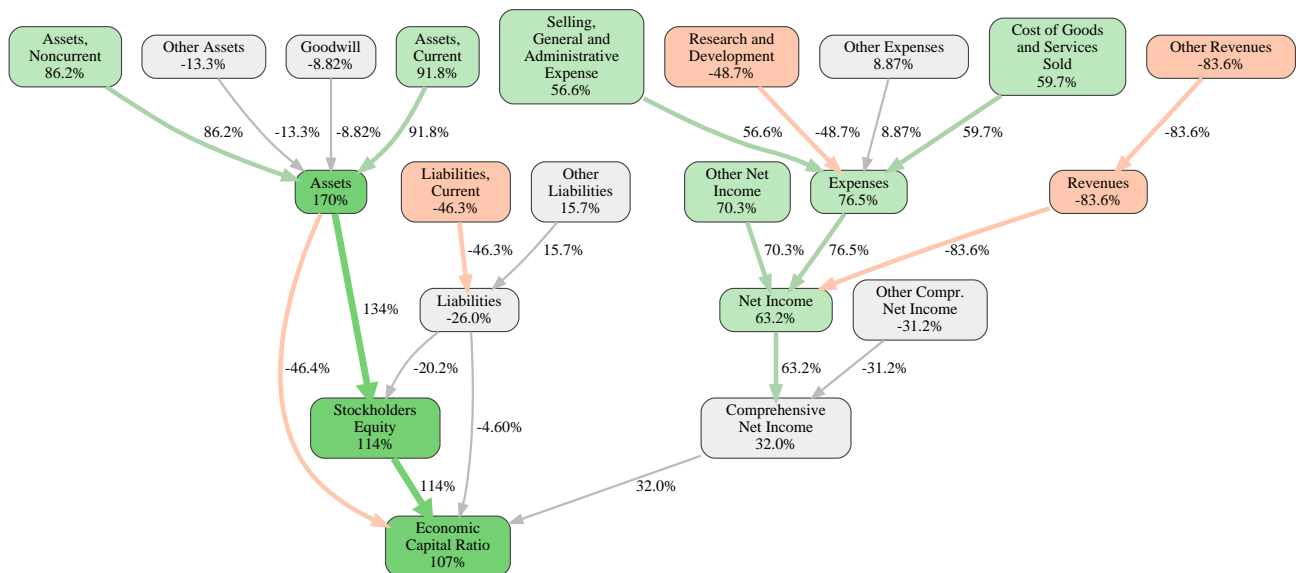 Assets,
Noncurrent
86.2%
Other Assets
-13.3%
Goodwill
-8.82%
Assets,
Current
91.8%
Selling,
General and
Administrative
Expense
56.6%
Research and
Development
-48.7%
Other Expenses
8.87%
Cost of Goods
and Services
Sold
59.7%
Other Revenues
-83.6%
86.2%
-13.3%
-8.82%
91.8%
56.6%
-48.7%
8.87%
59.7%
-83.6%
Assets
170%
Liabilities,
Current
-46.3%
Other
Liabilities
15.7%
Other Net
Income
70.3%
Expenses
76.5%
Revenues
-83.6%
-46.3%
15.7%
70.3%
76.5%
-83.6%
134%
Liabilities
-26.0%
Net Income
63.2%
Other Compr.
Net Income
-31.2%
-46.4%
-20.2%
63.2%
-31.2%
Stockholders
Equity
114%
-4.60%
Comprehensive
Net Income
32.0%
114%
32.0%
Economic
Capital Ratio
107%